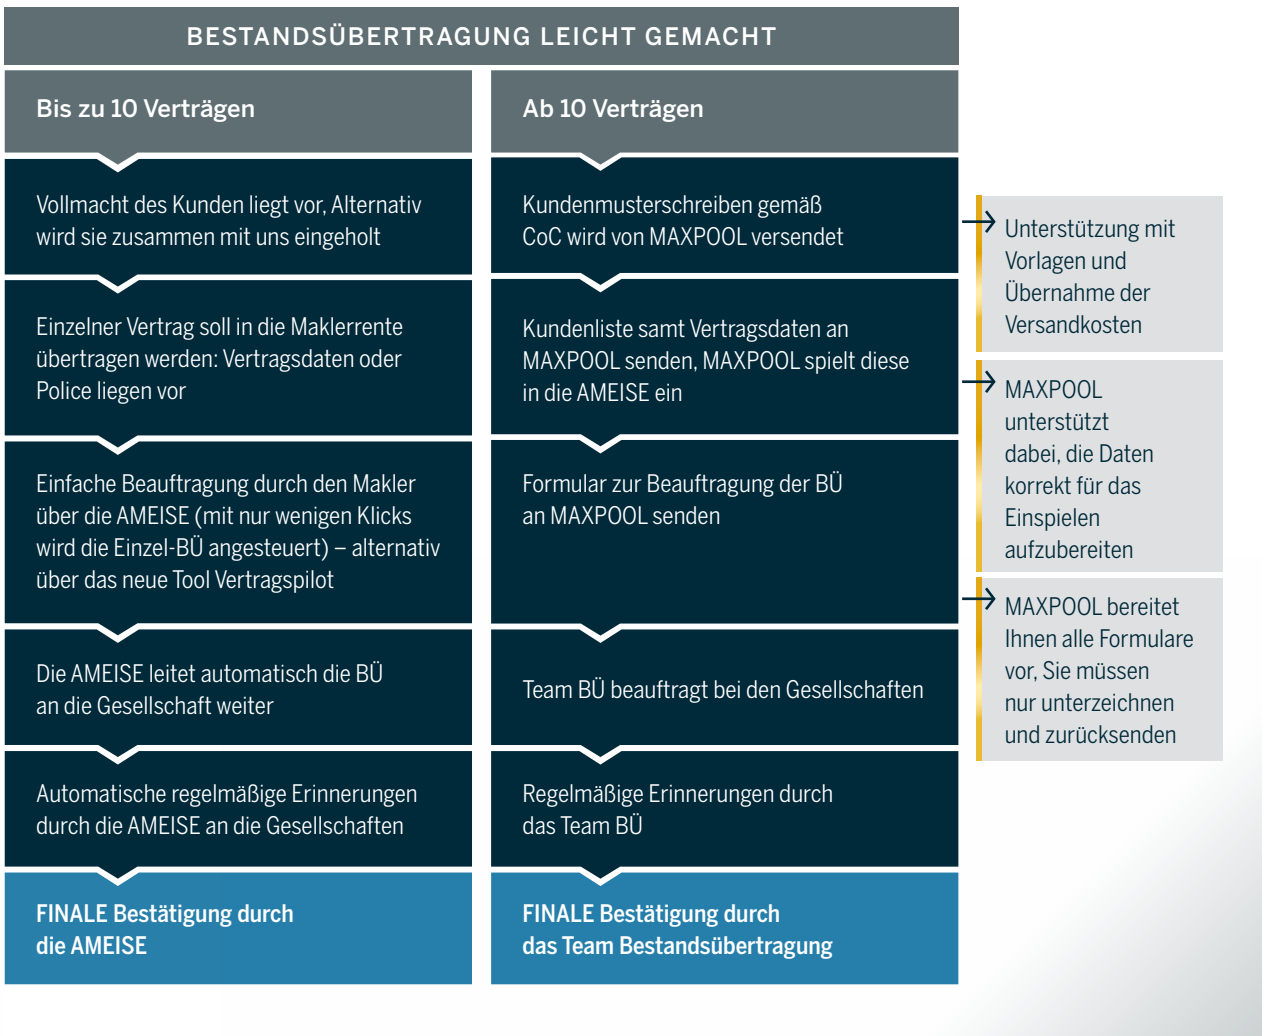 BESTANDSÜBERTRAGUNG LEICHT GEMACHT
Bis zu 10 Verträgen
Vollmacht des Kunden liegt vor, Alternativ
wird sie zusammen mit uns eingeholt
Einzelner Vertrag soll in die Maklerrente
übertragen werden: Vertragsdaten oder
Police liegen vor
Einfache Beauftragung durch den Makler
über die AMEISE (mit nur wenigen Klicks
wird die Einzel-BÜ angesteuert) – alternativ
über das neue Tool Vertragspilot
Die AMEISE leitet automatisch die BÜ
an die Gesellschaft weiter
Automatische regelmäßige Erinnerungen
durch die AMEISE an die Gesellschaften
FINALE Bestätigung durch
die AMEISE
Ab 10 Verträgen
Kundenmusterschreiben gemäß
CoC wird von MAXPOOL versendet
Kundenliste samt Vertragsdaten an
MAXPOOL senden, MAXPOOL spielt diese
in die AMEISE ein
Formular zur Beauftragung der BÜ
an MAXPOOL senden
Team BÜ beauftragt bei den Gesellschaften
Regelmäßige Erinnerungen durch
das Team BÜ
FINALE Bestätigung durch
das Team Bestandsübertragung
Unterstützung mit
Vorlagen und
Übernahme der
Versandkosten
MAXPOOL
unterstützt
dabei, die Daten
korrekt für das
Einspielen
aufzubereiten
MAXPOOL bereitet
Ihnen alle Formulare
vor, Sie müssen
nur unterzeichnen
und zurücksenden